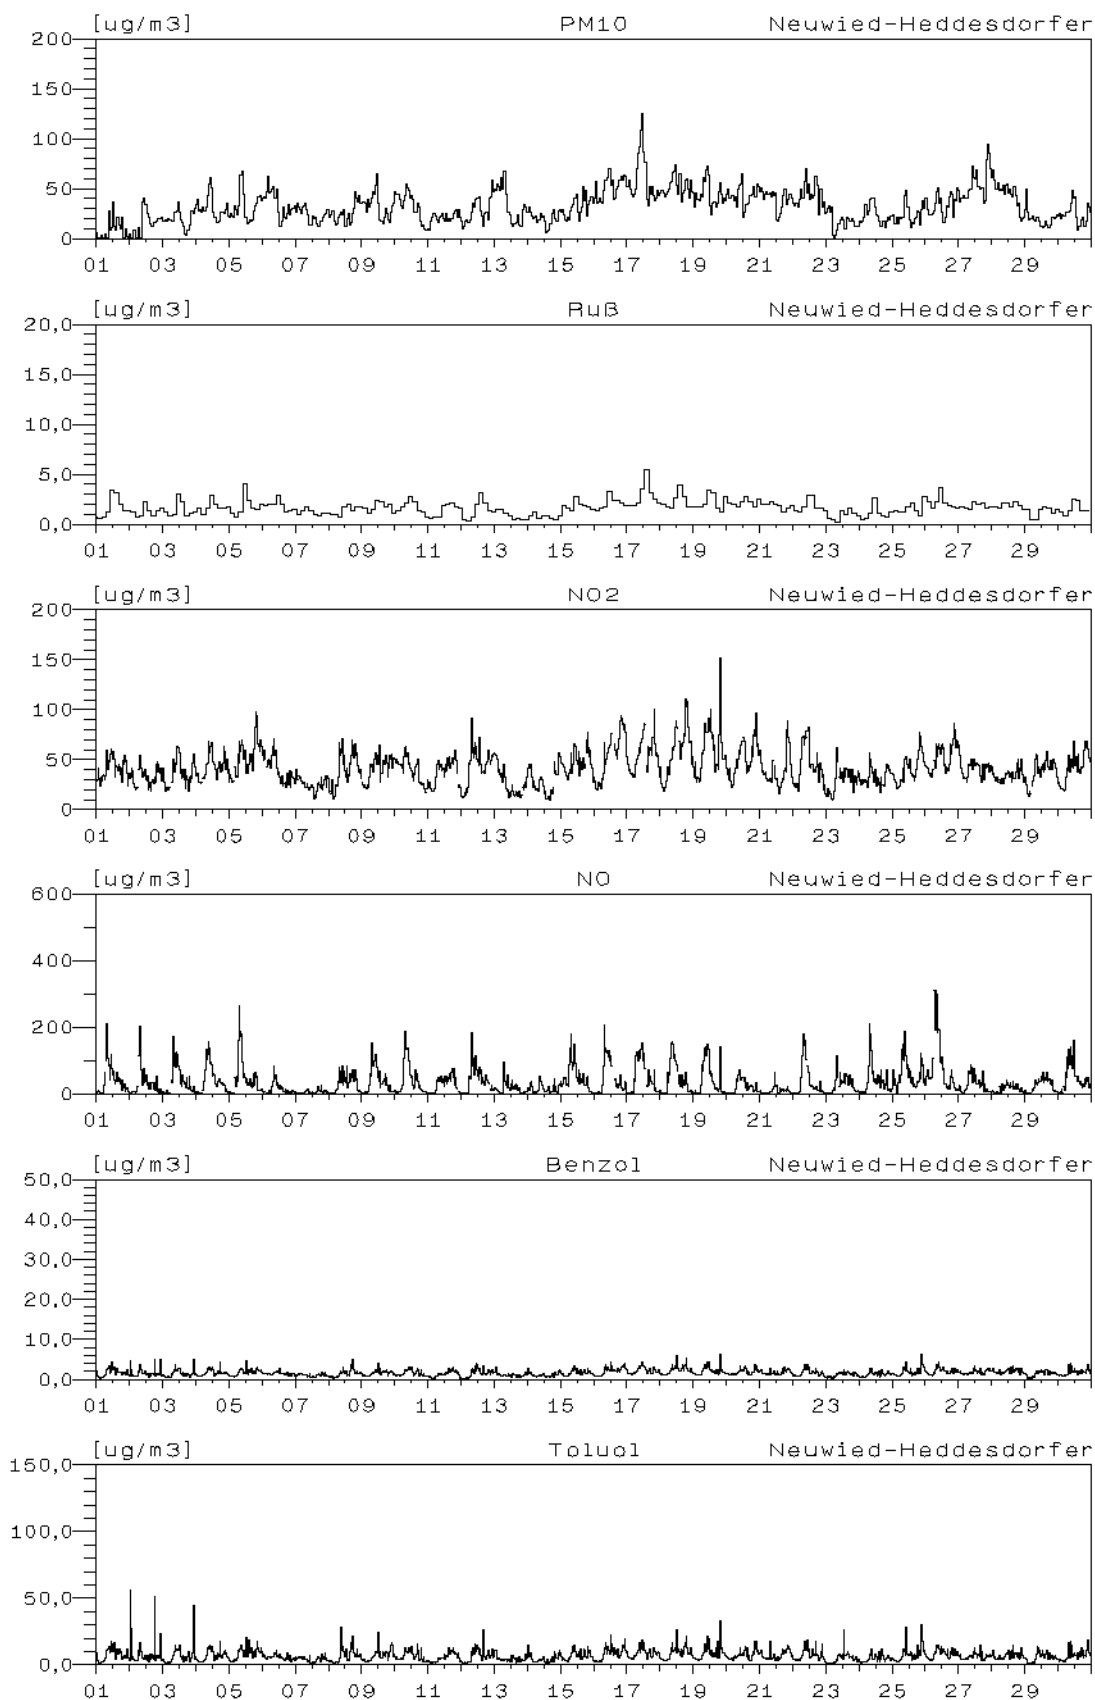 [ug/m3] PM10 Neuwied-Heddesdorfer
200
150
100
50
0
01 03 05 07 09 11 13 15 17 19 21 23 25 27 29
[ug/m3] Ruß Neuwied-Heddesdorfer
20,0
15,0
10,0
5,0
0,0
01 03 05 07 09 11 13 15 17 19 21 23 25 27 29
[ug/m3] NO2 Neuwied-Heddesdorfer
200
150
100
50
0
01 03 05 07 09 11 13 15 17 19 21 23 25 27 29
[ug/m3] NO Neuwied-Heddesdorfer
600
400
200
0
01 03 05 07 09 11 13 15 17 19 21 23 25 27 29
[ug/m3] Benzol Neuwied-Heddesdorfer
50,0
40,0
30,0
20,0
10,0
0,0
01 03 05 07 09 11 13 15 17 19 21 23 25 27 29
[ug/m3] Toluol Neuwied-Heddesdorfer
150,0
100,0
50,0
0,0
01 03 05 07 09 11 13 15 17 19 21 23 25 27 29